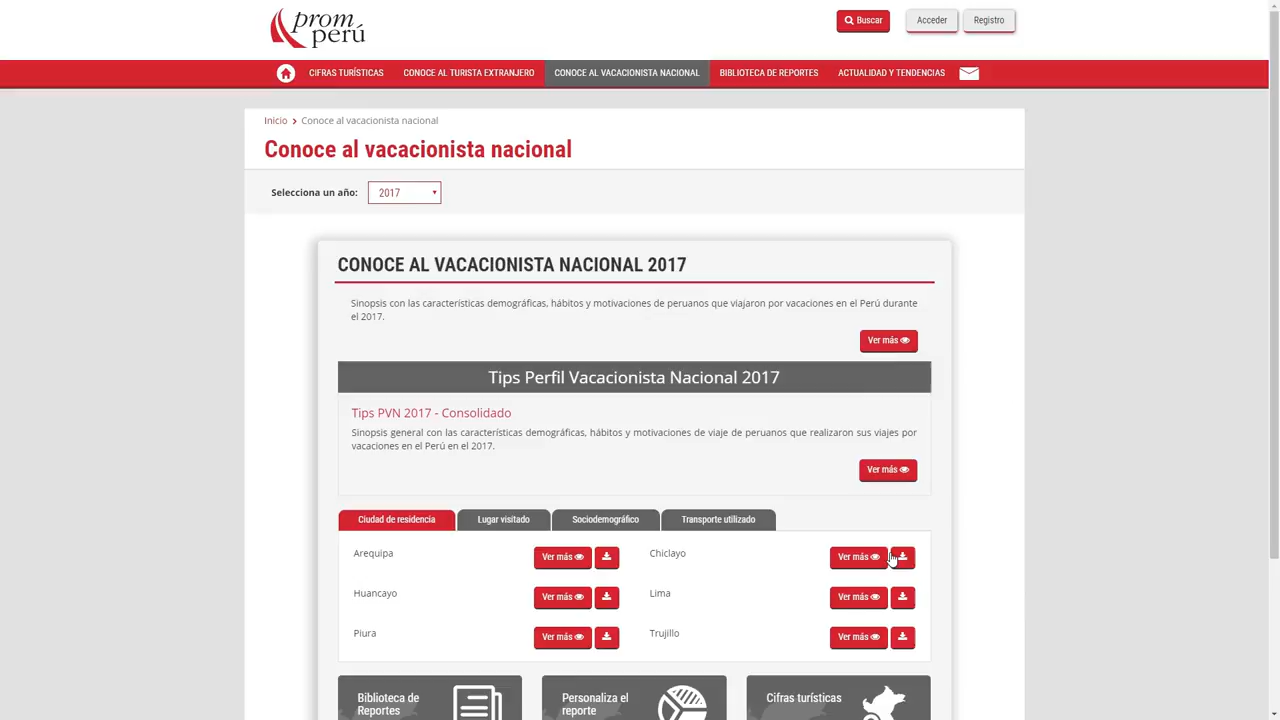 prom
perú
Buscar
Acceder
Registro
CIFRAS TURÍSTICAS
CONOCE AL TURISTA EXTRANJERO
CONOCE AL VACACIONISTA NACIONAL
BIBLIOTECA DE REPORTES
ACTUALIDAD Y TENDENCIAS
Inicio > Conoce al vacacionista nacional
Conoce al vacacionista nacional
Selecciona un año: 2017
CONOCE AL VACACIONISTA NACIONAL 2017
Sinopsis con las características demográficas, hábitos y motivaciones de peruanos que viajaron por vacaciones en el Perú durante
el 2017.
Ver más
Tips Perfil Vacacionista Nacional 2017
Tips PVN 2017 - Consolidado
Sinopsis general con las características demográficas, hábitos y motivaciones de viaje de peruanos que realizaron sus viajes por
vacaciones en el Perú en el 2017.
Ver más
Ciudad de residencia
Lugar visitado
Sociodemográfico
Transporte utilizado
Arequipa Ver más
Chiclayo Ver más
Huancayo Ver más
Lima Ver más
Piura Ver más
Trujillo Ver más
Biblioteca de
Reportes
Personaliza el
reporte
Cifras turísticas